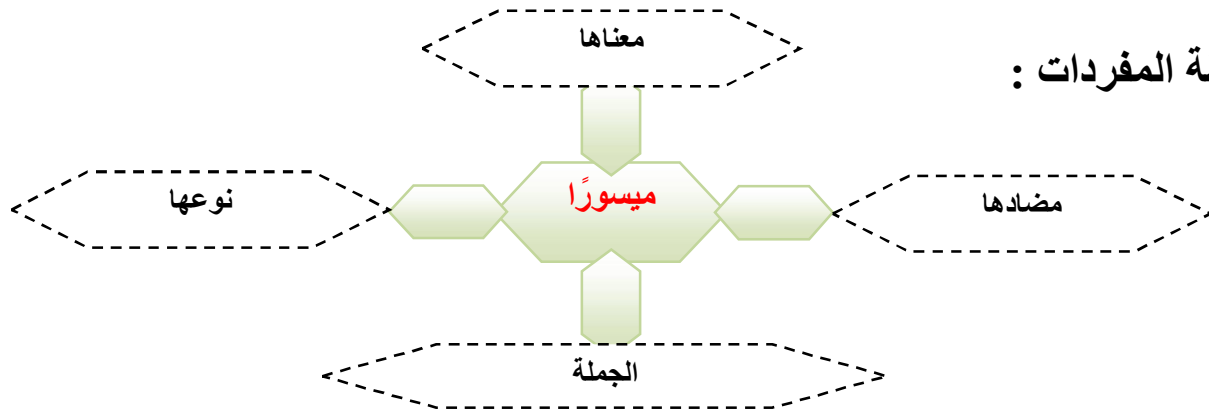 معناها
المفردات :
ميسورًا
مضادها
نوعها
الجملة